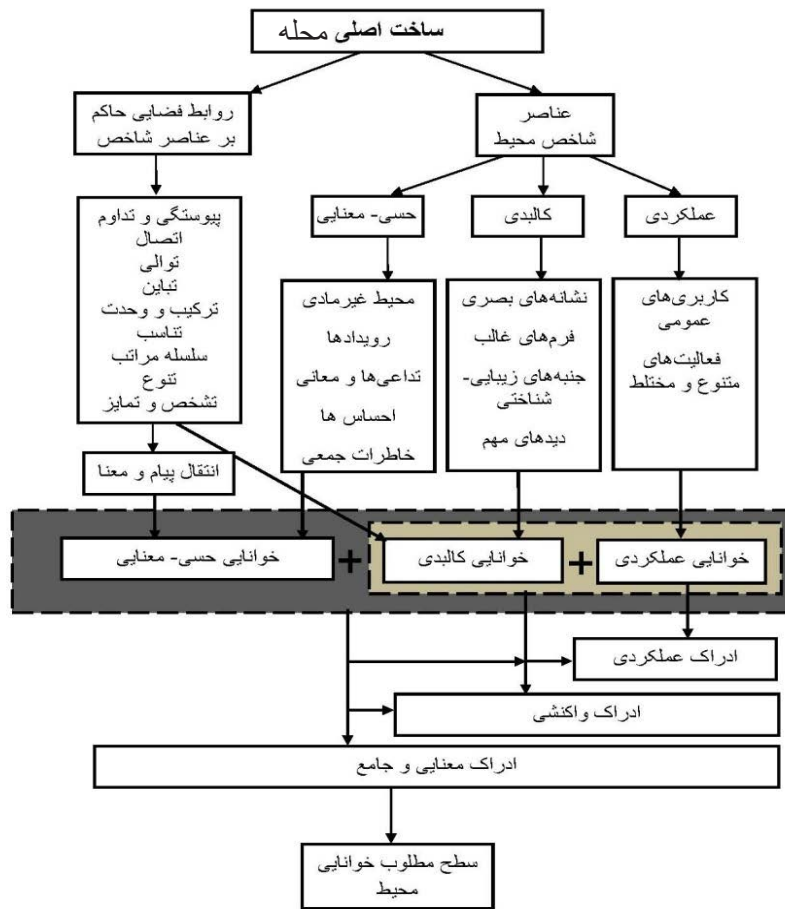 ساخت اصلی محله
روابط فضایی حاکم
بر عناصر شاخص
عناصر
شاخص محیط
حسی- معنایی
کالبدی
عملکردی
پیوستگی و تداوم
اتصال
توالی
تباین
ترکیب و وحدت
تناسب
سلسله مراتب
تنوع
تشخص و تمایز
محیط غیرمادی
رویدادها
تداعی‌ها و معانی
احساس ها
خاطرات جمعی
نشانه‌های بصری
فرم‌های غالب
جنبه‌های زیبایی-
شناختی
دیدهای مهم
کاربری‌های
عمومی
فعالیت‌های
متنوع و مختلط
انتقال پیام و معنا
خوانایی حسی- معنایی
+
خوانایی کالبدی
+
خوانایی عملکردی
ادراک عملکردی
ادراک واکنشی
ادراک معنایی و جامع
سطح مطلوب خوانایی
محیط